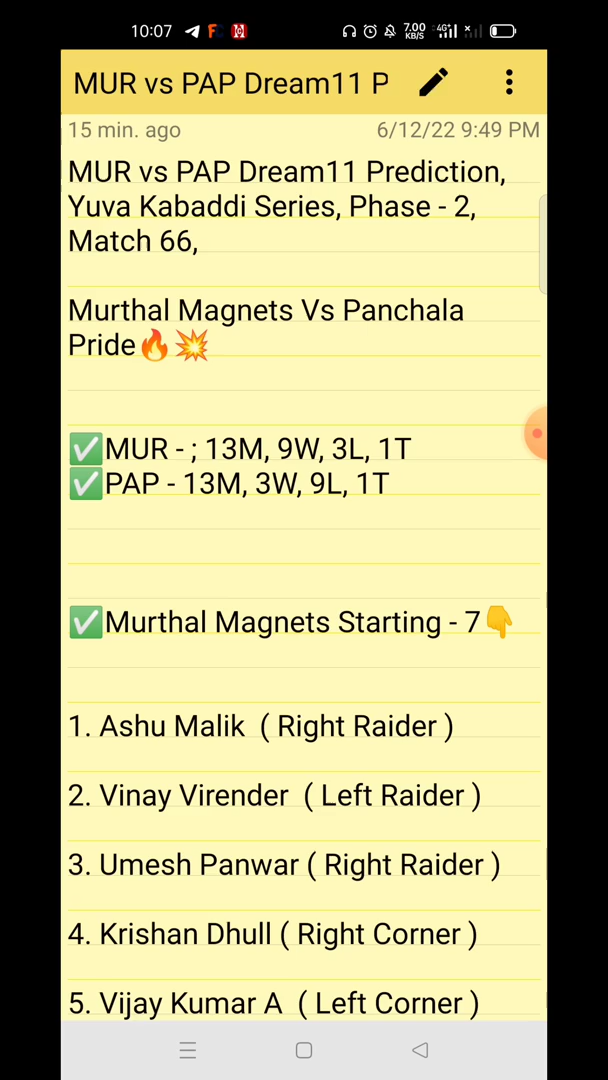 10:07
7.00 KB/S 4G+
MUR vs PAP Dream11 P
15 min. ago 6/12/22 9:49 PM
MUR vs PAP Dream11 Prediction,
Yuva Kabaddi Series, Phase - 2,
Match 66,
Murthal Magnets Vs Panchala
Pride🔥💥
✅MUR - ; 13M, 9W, 3L, 1T
✅PAP - 13M, 3W, 9L, 1T
✅Murthal Magnets Starting - 7👇
1. Ashu Malik  ( Right Raider )
2. Vinay Virender  ( Left Raider )
3. Umesh Panwar ( Right Raider )
4. Krishan Dhull ( Right Corner )
5. Vijay Kumar A  ( Left Corner )